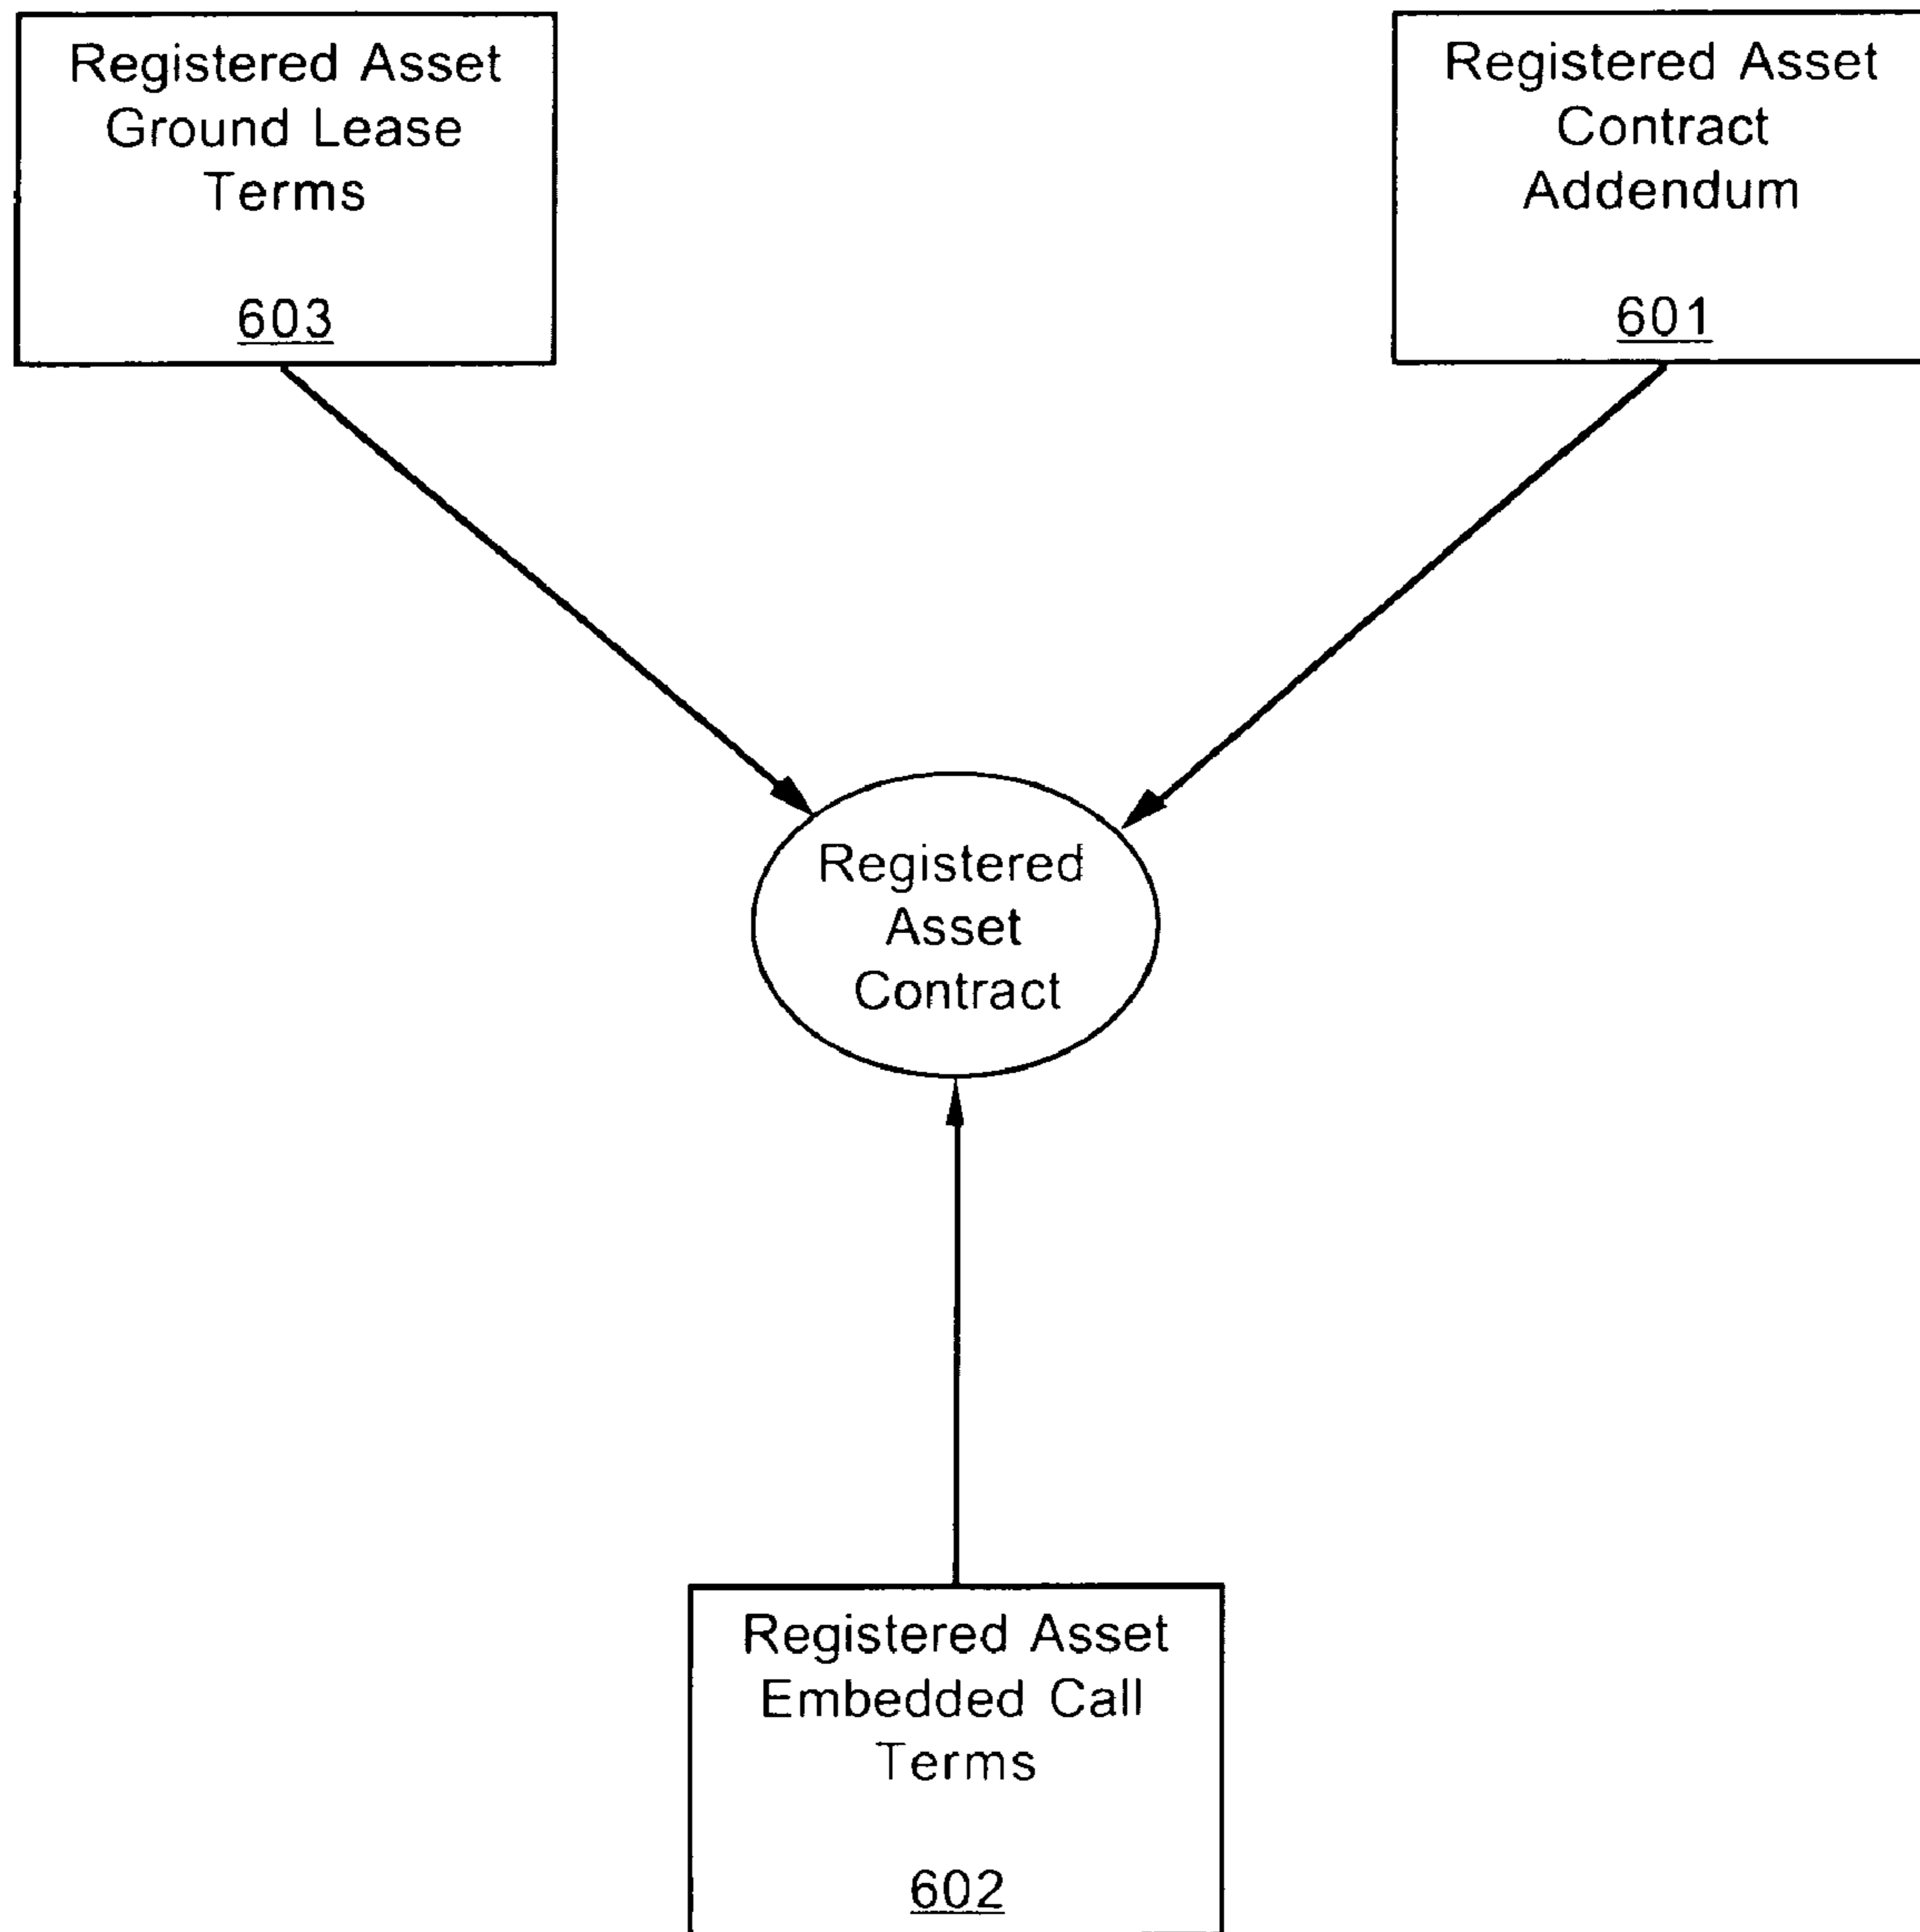 Registered Asset
Ground Lease
Terms
603
Registered Asset
Contract
Addendum
601
Registered
Asset
Contract
Registered Asset
Embedded Call
Terms
602